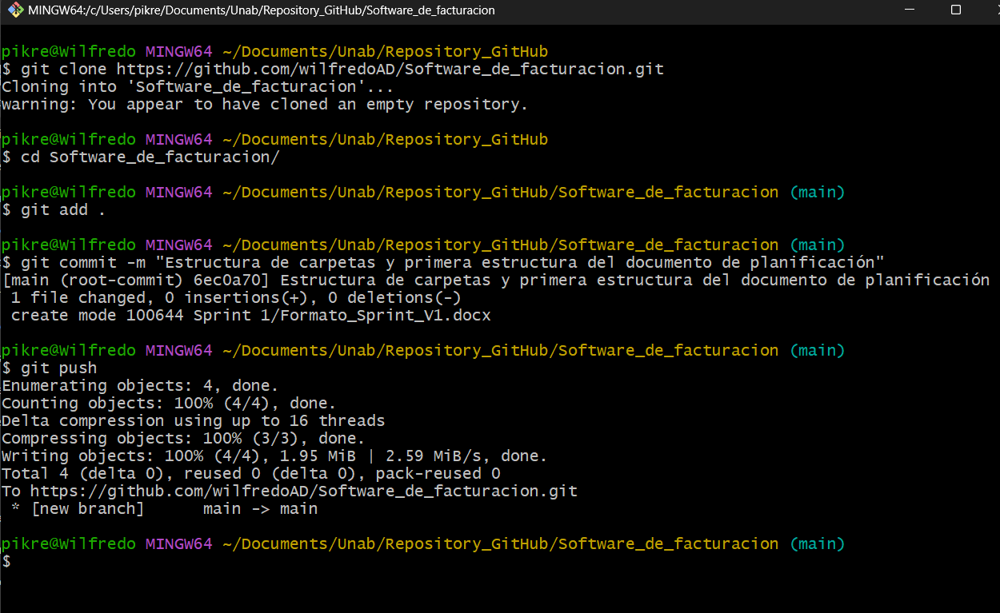 MINGW64:/c/Users/pikre/Documents/Unab/Repository_GitHub/Software_de_facturacion
pikre@Wilfredo MINGW64 ~/Documents/Unab/Repository_GitHub
$ git clone https://github.com/wilfredoAD/Software_de_facturacion.git
Cloning into 'Software_de_facturacion'...
warning: You appear to have cloned an empty repository.
pikre@Wilfredo MINGW64 ~/Documents/Unab/Repository_GitHub
$ cd Software_de_facturacion/
pikre@Wilfredo MINGW64 ~/Documents/Unab/Repository_GitHub/Software_de_facturacion (main)
$ git add .
pikre@Wilfredo MINGW64 ~/Documents/Unab/Repository_GitHub/Software_de_facturacion (main)
$ git commit -m "Estructura de carpetas y primera estructura del documento de planificación"
[main (root-commit) 6ec0a70] Estructura de carpetas y primera estructura del documento de planificación
1 file changed, 0 insertions(+), 0 deletions(-)
create mode 100644 Sprint 1/Formato_Sprint_V1.docx
pikre@Wilfredo MINGW64 ~/Documents/Unab/Repository_GitHub/Software_de_facturacion (main)
$ git push
Enumerating objects: 4, done.
Counting objects: 100% (4/4), done.
Delta compression using up to 16 threads
Compressing objects: 100% (3/3), done.
Writing objects: 100% (4/4), 1.95 MiB | 2.59 MiB/s, done.
Total 4 (delta 0), reused 0 (delta 0), pack-reused 0
To https://github.com/wilfredoAD/Software_de_facturacion.git
* [new branch]      main -> main
pikre@Wilfredo MINGW64 ~/Documents/Unab/Repository_GitHub/Software_de_facturacion (main)
$